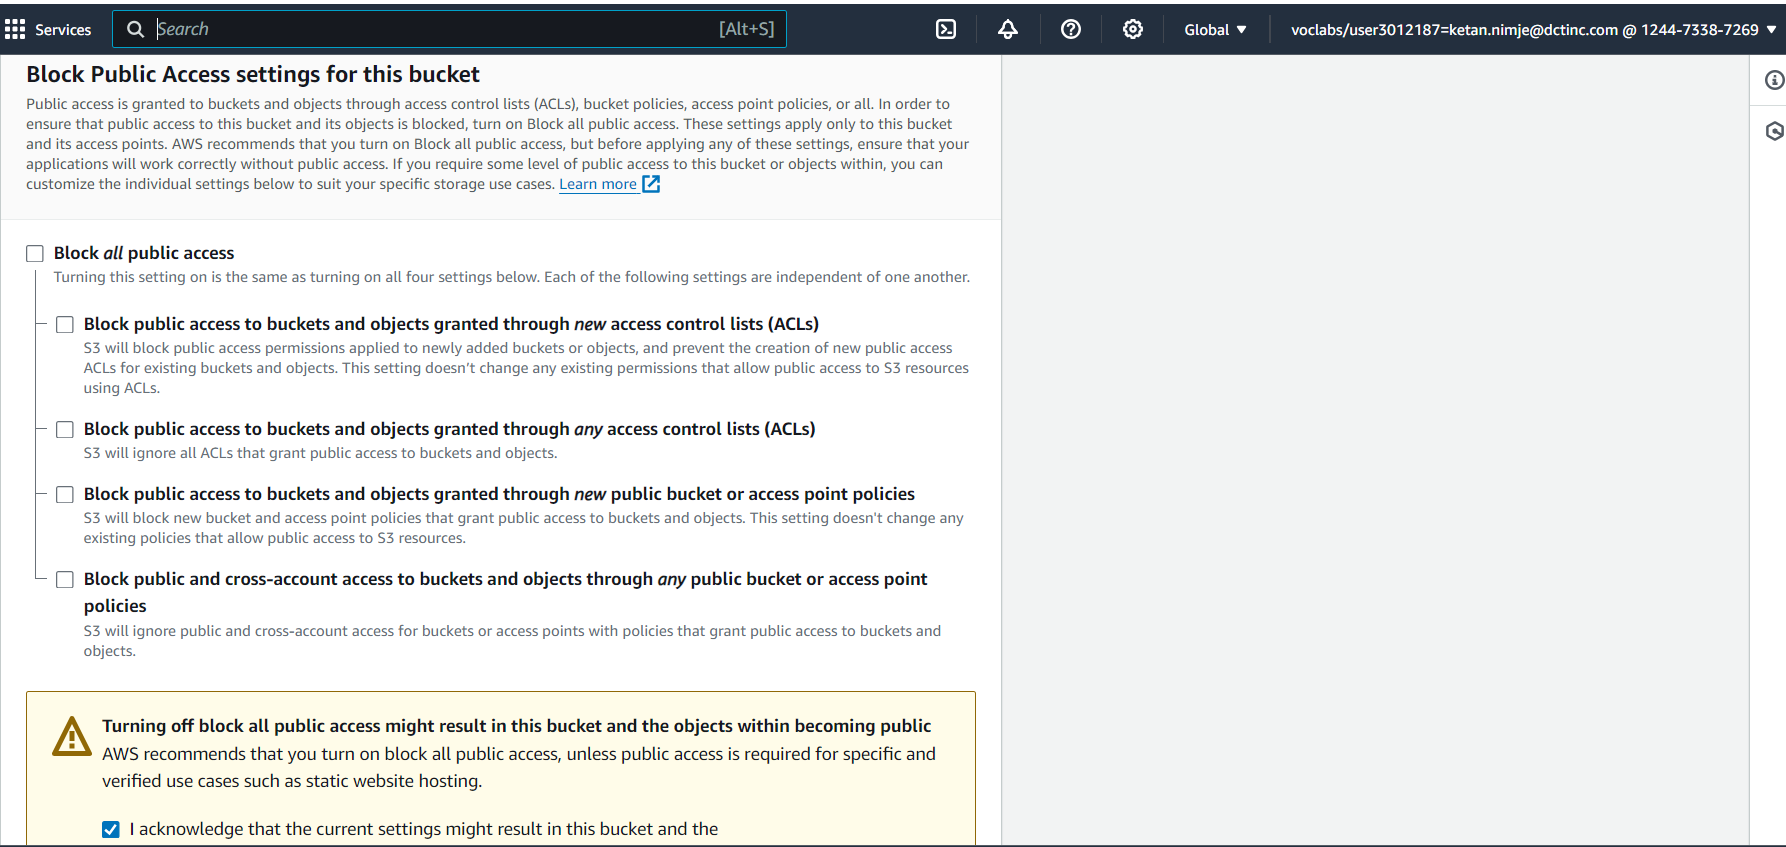 Services
Search [Alt+S]
Global
voclabs/user3012187=ketan.nimje@dctinc.com @ 1244-7338-7269
Block Public Access settings for this bucket
Public access is granted to buckets and objects through access control lists (ACLs), bucket policies, access point policies, or all. In order to
ensure that public access to this bucket and its objects is blocked, turn on Block all public access. These settings apply only to this bucket
and its access points. AWS recommends that you turn on Block all public access, but before applying any of these settings, ensure that your
applications will work correctly without public access. If you require some level of public access to this bucket or objects within, you can
customize the individual settings below to suit your specific storage use cases. Learn more
Block all public access
Turning this setting on is the same as turning on all four settings below. Each of the following settings are independent of one another.
Block public access to buckets and objects granted through new access control lists (ACLs)
S3 will block public access permissions applied to newly added buckets or objects, and prevent the creation of new public access
ACLs for existing buckets and objects. This setting doesn't change any existing permissions that allow public access to S3 resources
using ACLs.
Block public access to buckets and objects granted through any access control lists (ACLs)
S3 will ignore all ACLs that grant public access to buckets and objects.
Block public access to buckets and objects granted through new public bucket or access point policies
S3 will block new bucket and access point policies that grant public access to buckets and objects. This setting doesn't change any
existing policies that allow public access to S3 resources.
Block public and cross-account access to buckets and objects through any public bucket or access point
policies
S3 will ignore public and cross-account access for buckets or access points with policies that grant public access to buckets and
objects.
Turning off block all public access might result in this bucket and the objects within becoming public
AWS recommends that you turn on block all public access, unless public access is required for specific and
verified use cases such as static website hosting.
I acknowledge that the current settings might result in this bucket and the